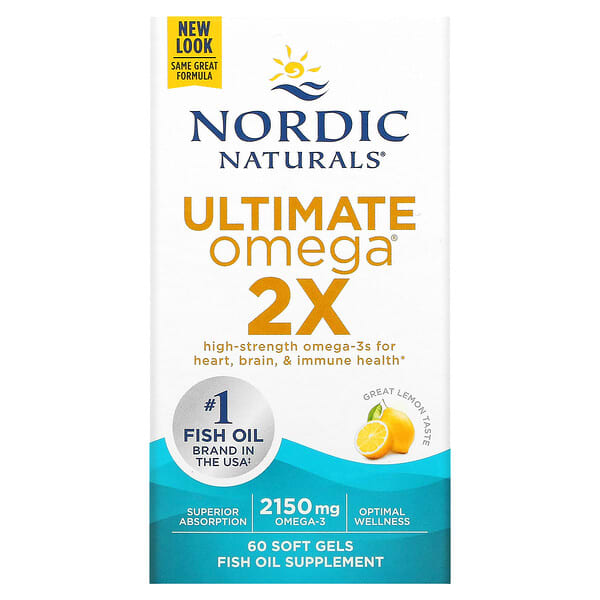 NEW
LOOK
SAME GREAT
FORMULA
NORDIC
NATURALS®
ULTIMATE
omega®
2X
high-strength omega-3s for
heart, brain, & immune health*
#1
FISH OIL
BRAND IN
THE USA‡
GREAT LEMON TASTE
SUPERIOR
ABSORPTION
2150 mg
OMEGA-3
OPTIMAL
WELLNESS
60 SOFT GELS
FISH OIL SUPPLEMENT